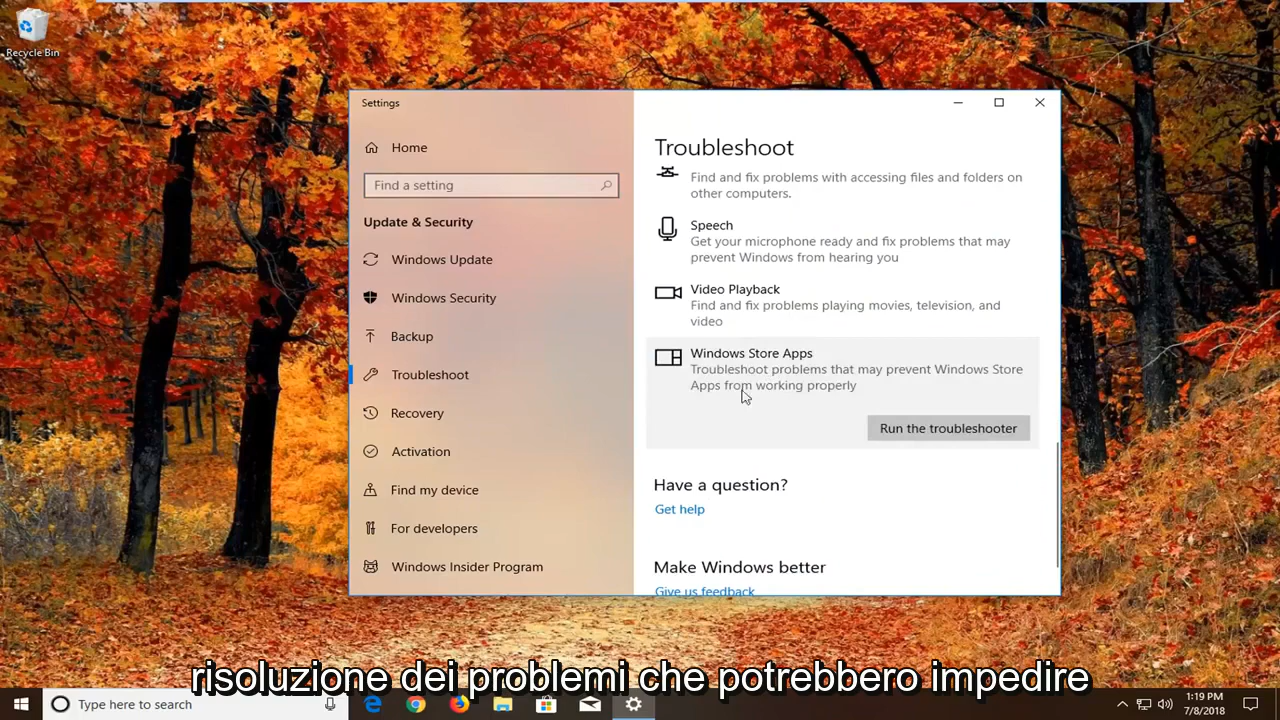 Recycle Bin
Settings
Home
Find a setting
Update & Security
Windows Update
Windows Security
Backup
Troubleshoot
Recovery
Activation
Find my device
For developers
Windows Insider Program
Troubleshoot
Find and fix problems with accessing files and folders on
other computers.
Speech
Get your microphone ready and fix problems that may
prevent Windows from hearing you
Video Playback
Find and fix problems playing movies, television, and
video
Windows Store Apps
Troubleshoot problems that may prevent Windows Store
Apps from working properly
Run the troubleshooter
Have a question?
Get help
Make Windows better
Give us feedback
risoluzione dei problemi che potrebbero impedire
Type here to search
1:19 PM
7/8/2018